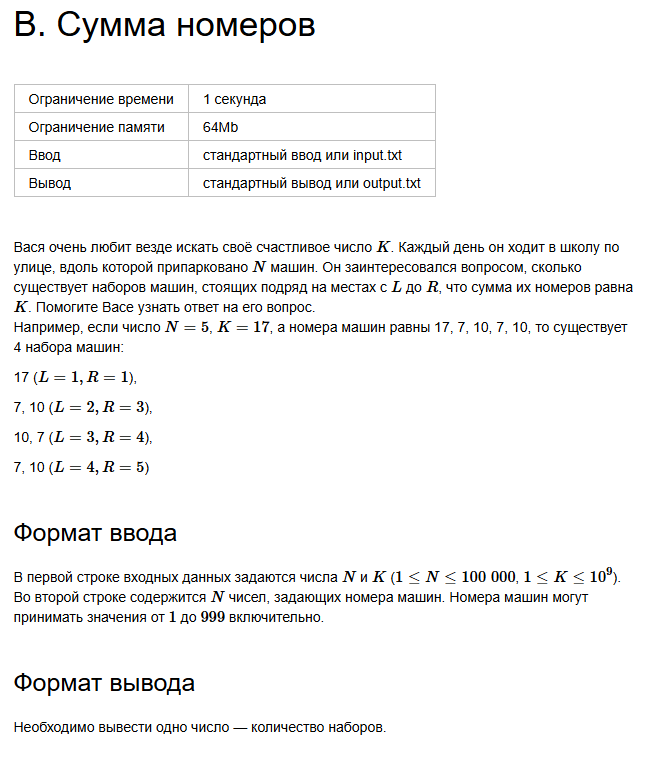 В. Сумма номеров
Ограничение времени 1 секунда
Ограничение памяти 64Mb
Ввод стандартный ввод или input.txt
Вывод стандартный вывод или output.txt
Вася очень любит везде искать своё счастливое число K. Каждый день он ходит в школу по
улице, вдоль которой припарковано N машин. Он заинтересовался вопросом, сколько
существует наборов машин, стоящих подряд на местах с L до R, что сумма их номеров равна
K. Помогите Васе узнать ответ на его вопрос.
Например, если число N = 5, K = 17, а номера машин равны 17, 7, 10, 7, 10, то существует
4 набора машин:
17 (L = 1, R = 1),
7, 10 (L = 2, R = 3),
10, 7 (L = 3, R = 4),
7, 10 (L = 4, R = 5)
Формат ввода
В первой строке входных данных задаются числа N и K (1 ≤ N ≤ 100 000, 1 ≤ K ≤ 10⁹).
Во второй строке содержится N чисел, задающих номера машин. Номера машин могут
принимать значения от 1 до 999 включительно.
Формат вывода
Необходимо вывести одно число — количество наборов.